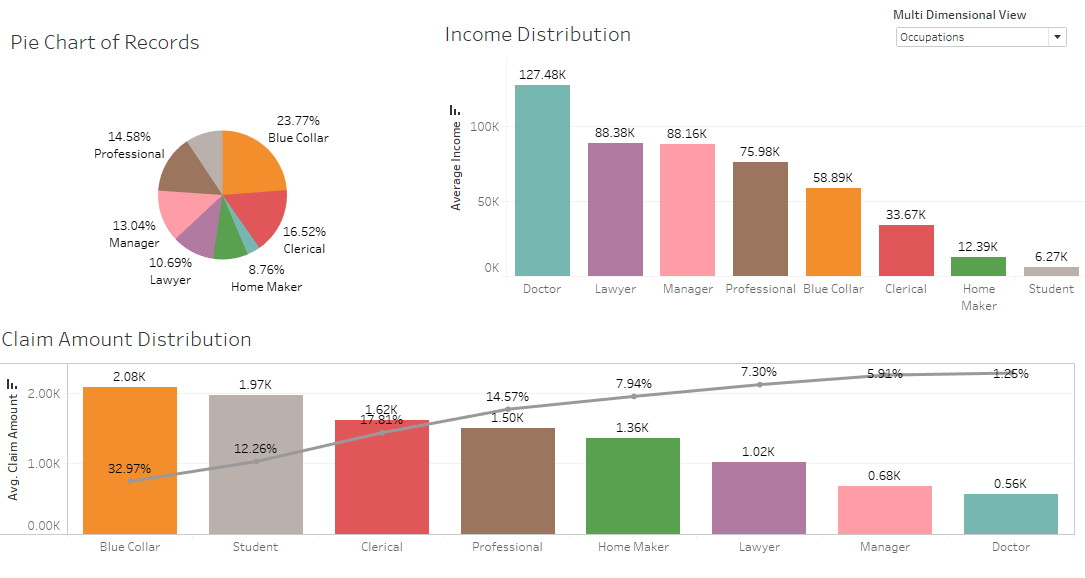 Multi Dimensional View
Occupations
Pie Chart of Records
23.77%
Blue Collar
14.58%
Professional
13.04%
Manager
16.52%
Clerical
10.69%
Lawyer
8.76%
Home Maker
Income Distribution
Average Income
100K
50K
0K
127.48K
88.38K
88.16K
75.98K
58.89K
33.67K
12.39K
6.27K
Doctor
Lawyer
Manager
Professional
Blue Collar
Clerical
Home
Maker
Student
Claim Amount Distribution
Avg. Claim Amount
2.00K
1.00K
0.00K
2.08K
1.97K
1.62K
1.50K
1.36K
1.02K
0.68K
0.56K
32.97%
12.26%
17.81%
14.57%
7.94%
7.30%
5.91%
1.25%
Blue Collar
Student
Clerical
Professional
Home Maker
Lawyer
Manager
Doctor